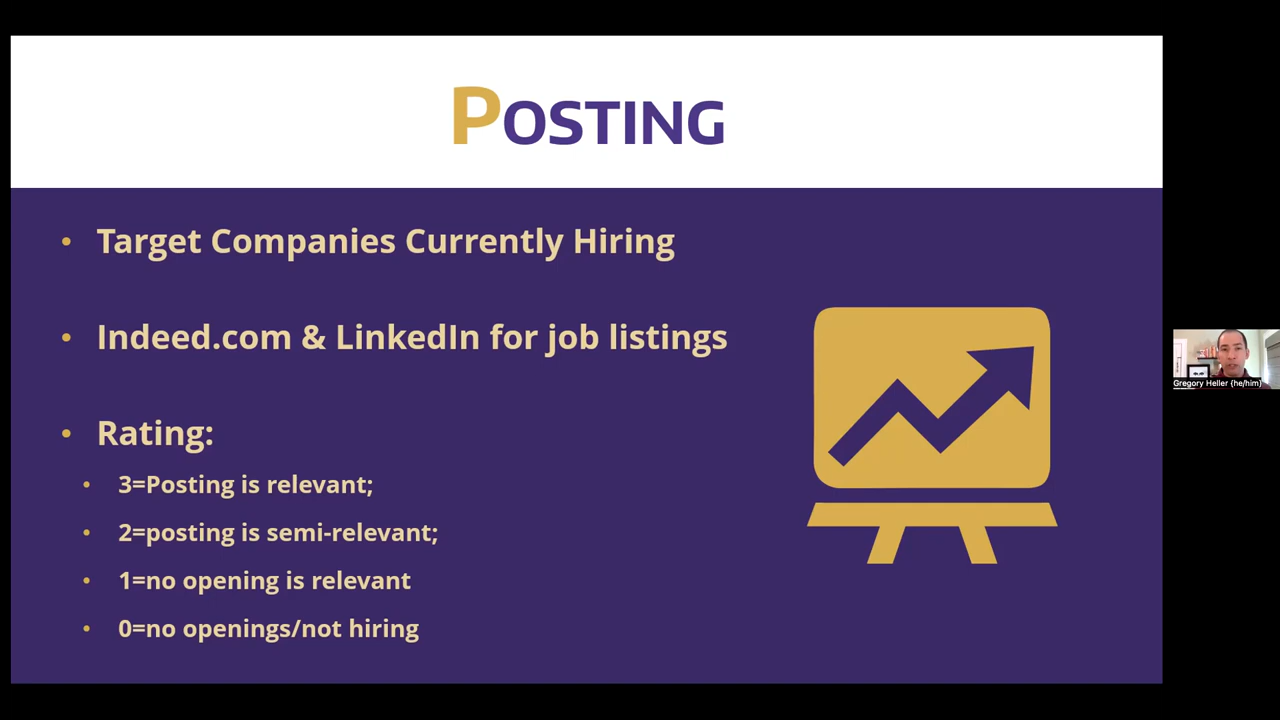 POSTING
• Target Companies Currently Hiring
• Indeed.com & LinkedIn for job listings
• Rating:
• 3=Posting is relevant;
• 2=posting is semi-relevant;
• 1=no opening is relevant
• 0=no openings/not hiring
Gregory Heller (he/him)